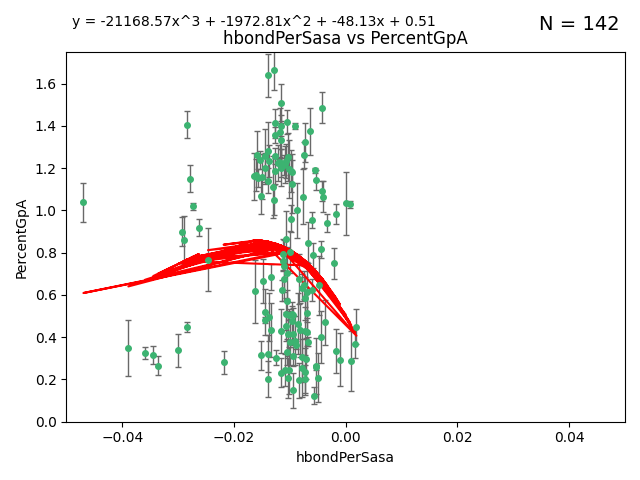 y = -21168.57x^3 + -1972.81x^2 + -48.13x + 0.51
N = 142
hbondPerSasa vs PercentGpA
PercentGpA
1.6
1.4
1.2
1.0
0.8
0.6
0.4
0.2
0.0
−0.04 −0.02 0.00 0.02 0.04
hbondPerSasa